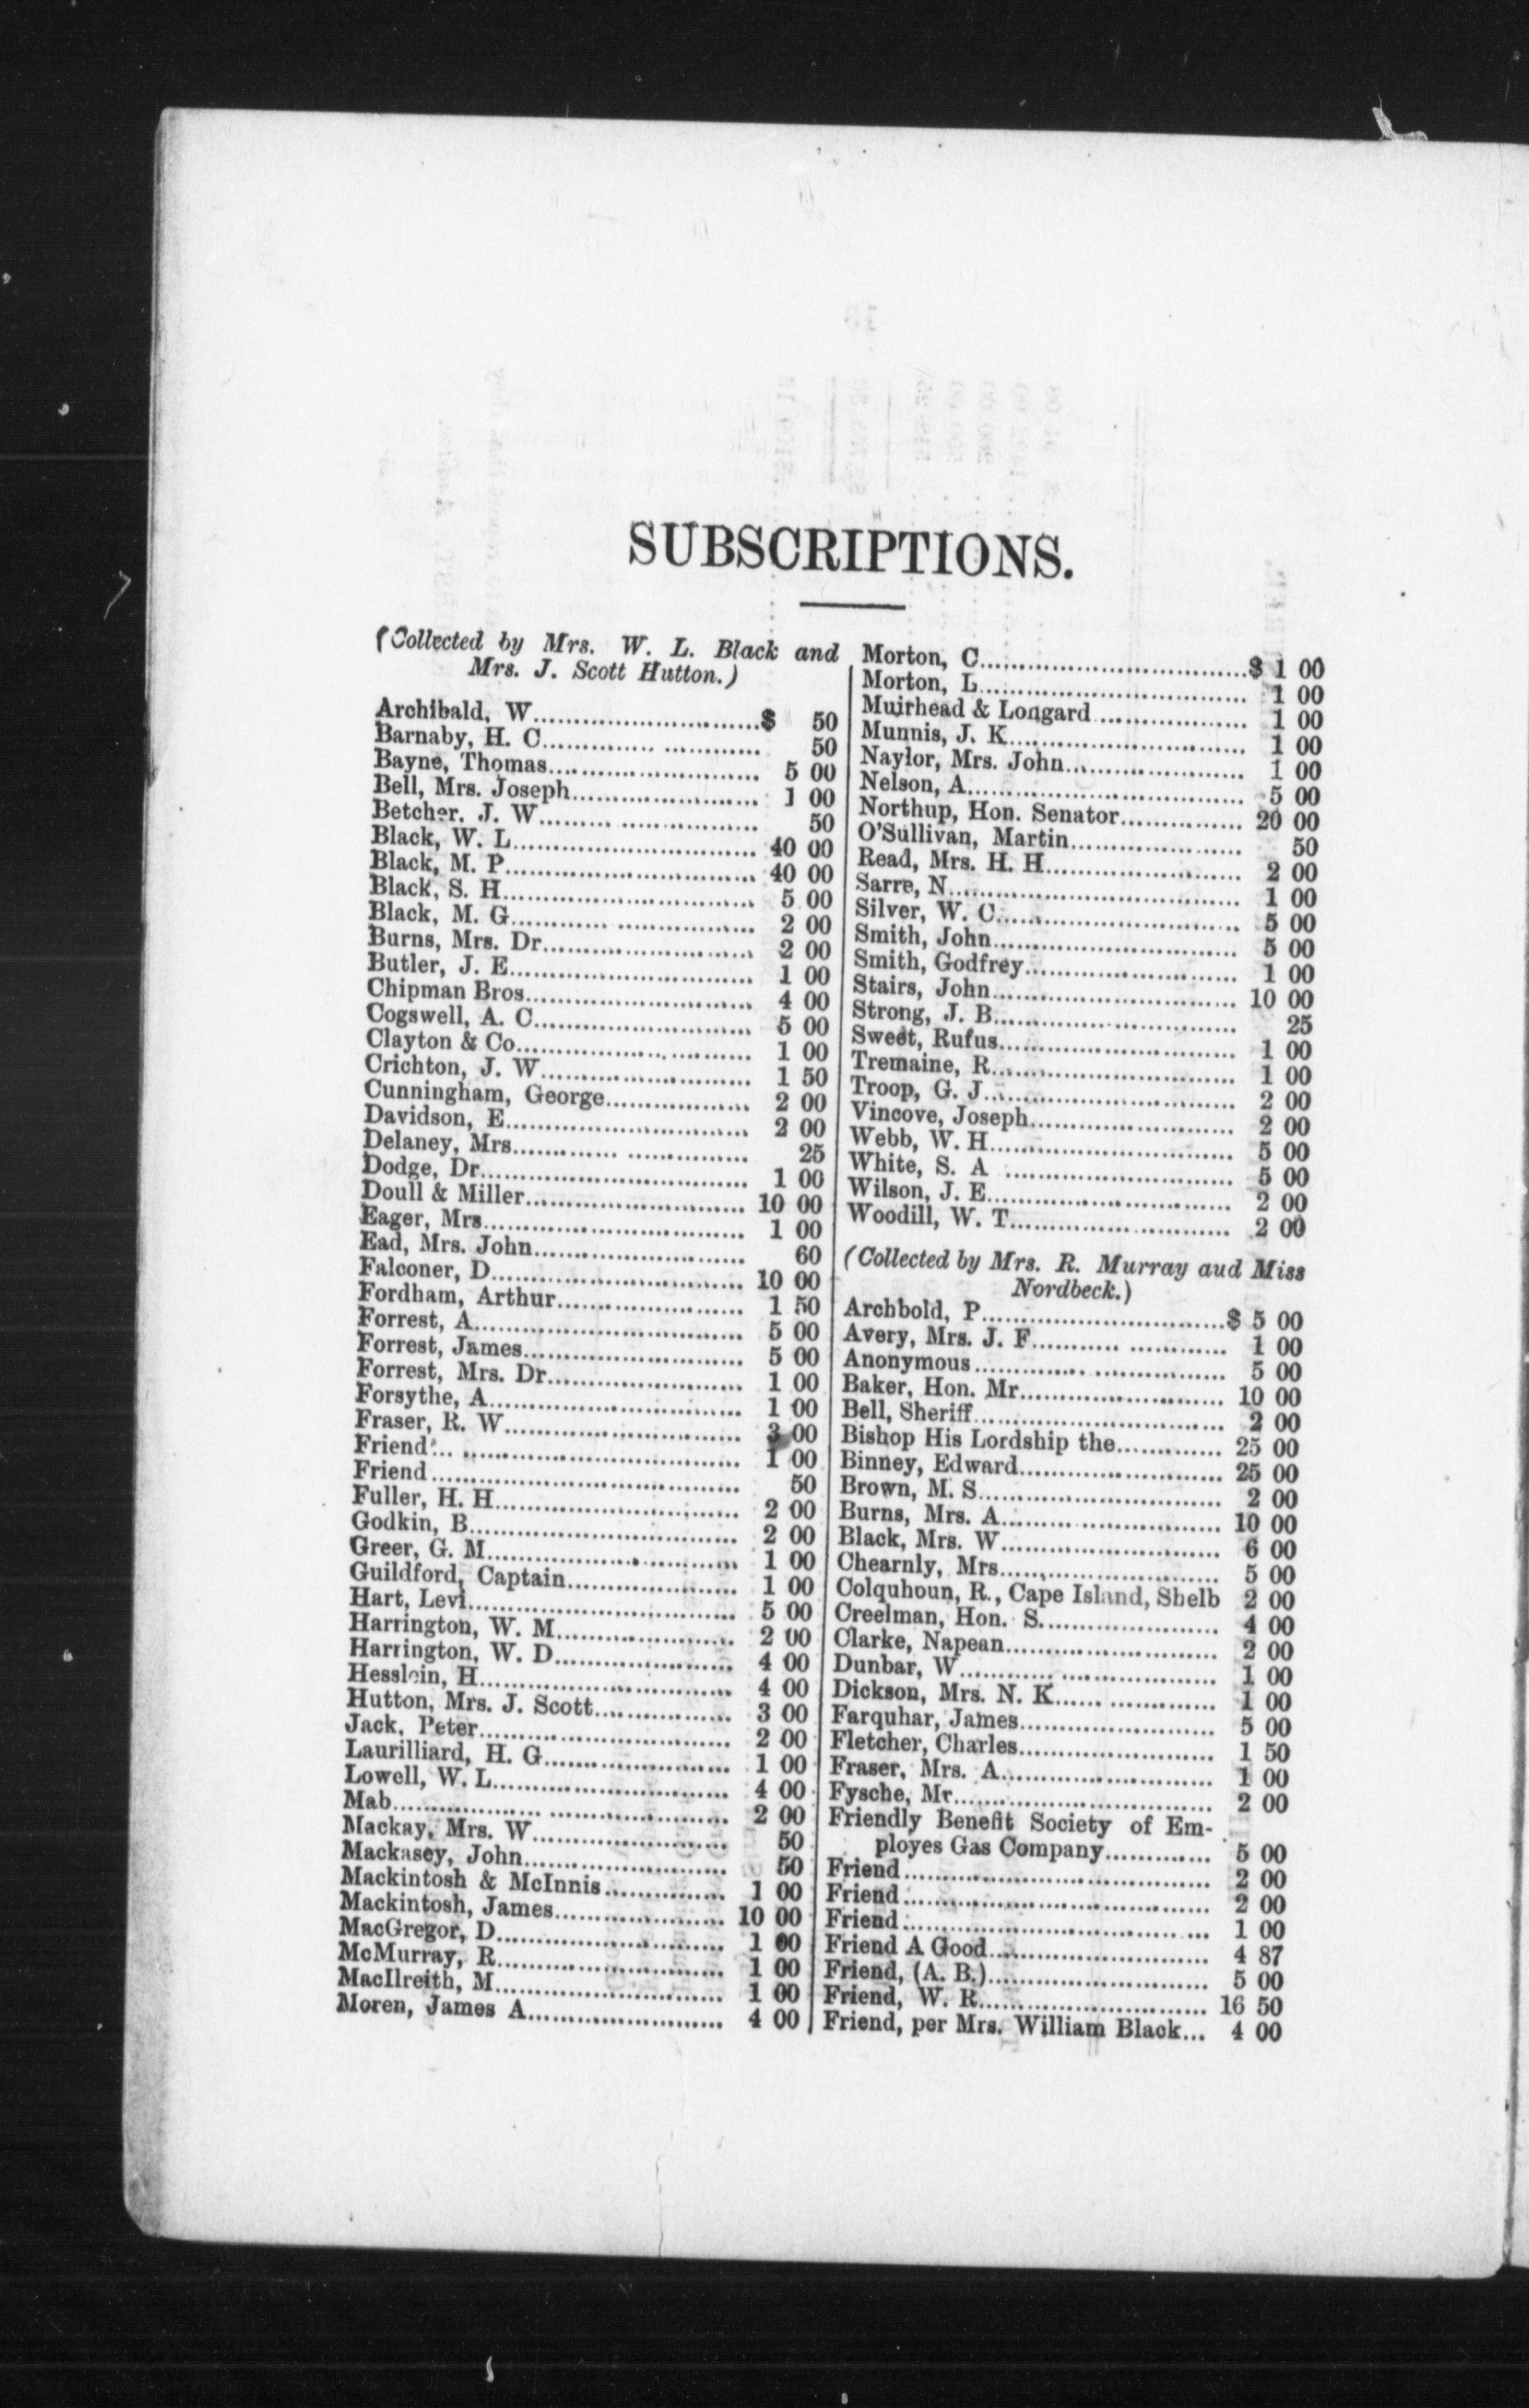 SUBSCRIPTIONS.
(Collected by Mrs. W. L. Black and
Mrs. J. Scott Hutton.)
Archibald, W...........................$ 50
Barnaby, H. C............................ 50
Bayne, Thomas......................... 5 00
Bell, Mrs. Joseph........................ 1 00
Betcher. J. W............................ 50
Black, W. L............................... 40 00
Black, M. P............................... 40 00
Black, S. H............................... 5 00
Black, M. G............................... 2 00
Burns, Mrs. Dr........................... 2 00
Butler, J. E............................... 1 00
Chipman Bros............................ 4 00
Cogswell, A. C........................... 5 00
Clayton & Co............................. 1 00
Crichton, J. W........................... 1 50
Cunningham, George.................. 2 00
Davidson, E............................... 2 00
Delaney, Mrs............................. 25
Dodge, Dr................................. 1 00
Doull & Miller............................ 10 00
Eager, Mrs................................ 1 00
Ead, Mrs. John........................... 60
Falconer, D............................... 10 00
Fordham, Arthur........................ 1 50
Forrest, A................................. 5 00
Forrest, James........................... 5 00
Forrest, Mrs. Dr......................... 1 00
Forsythe, A............................... 1 00
Fraser, R. W.............................. 3 00
Friend...................................... 1 00
Friend...................................... 50
Fuller, H. H............................... 2 00
Godkin, B................................. 2 00
Greer, G. M............................... 1 00
Guildford, Captain...................... 1 00
Hart, Levi................................. 5 00
Harrington, W. M....................... 2 00
Harrington, W. D....................... 4 00
Hesslein, H............................... 4 00
Hutton, Mrs. J. Scott.................. 3 00
Jack, Peter................................ 2 00
Laurilliard, H. G........................ 1 00
Lowell, W. L.............................. 4 00
Mab......................................... 2 00
Mackay, Mrs. W......................... 50
Mackasey, John.......................... 50
Mackintosh & McInnis................ 1 00
Mackintosh, James...................... 10 00
MacGregor, D............................. 1 00
McMurray, R.............................. 1 00
MacIlreith, M............................. 1 00
Moren, James A.......................... 4 00
Morton, C.................................$ 1 00
Morton, L................................. 1 00
Muirhead & Longard................... 1 00
Munnis, J. K.............................. 1 00
Naylor, Mrs. John....................... 1 00
Nelson, A.................................. 5 00
Northup, Hon. Senator................ 20 00
O'Sullivan, Martin...................... 50
Read, Mrs. H. H......................... 2 00
Sarre, N.................................... 1 00
Silver, W. C............................... 5 00
Smith, John............................... 5 00
Smith, Godfrey........................... 1 00
Stairs, John............................... 10 00
Strong, J. B............................... 25
Sweet, Rufus.............................. 1 00
Tremaine, R............................... 1 00
Troop, G. J................................ 2 00
Vincove, Joseph.......................... 2 00
Webb, W. H............................... 5 00
White, S. A ............................... 5 00
Wilson, J. E............................... 2 00
Woodill, W. T............................ 2 00
(Collected by Mrs. R. Murray aud Miss
Nordbeck.)
Archbold, P...............................$ 5 00
Avery, Mrs. J. F......................... 1 00
Anonymous............................... 5 00
Baker, Hon. Mr.......................... 10 00
Bell, Sheriff............................... 2 00
Bishop His Lordship the.............. 25 00
Binney, Edward.......................... 25 00
Brown, M. S............................... 2 00
Burns, Mrs. A............................ 10 00
Black, Mrs. W............................ 6 00
Chearnly, Mrs............................ 5 00
Colquhoun, R., Cape Island, Shelb 2 00
Creelman, Hon. S....................... 4 00
Clarke, Napean........................... 2 00
Dunbar, W................................ 1 00
Dickson, Mrs. N. K..................... 1 00
Farquhar, James......................... 5 00
Fletcher, Charles......................... 1 50
Fraser, Mrs. A............................ 1 00
Fysche, Mr................................ 2 00
Friendly Benefit Society of Em-
ployes Gas Company............. 5 00
Friend...................................... 2 00
Friend...................................... 2 00
Friend...................................... 1 00
Friend A Good........................... 4 87
Friend, (A. B.)........................... 5 00
Friend, W. R.............................. 16 50
Friend, per Mrs. William Black... 4 00